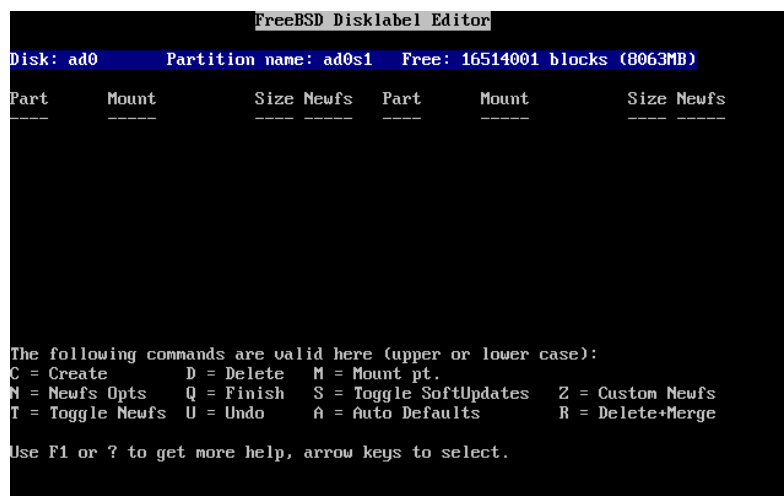 FreeBSD Disklabel Editor
Disk: ad0 Partition name: ad0s1 Free: 16514001 blocks (8063MB)
Part Mount Size Newfs Part Mount Size Newfs
---- ----- ---- ----- ---- ----- ---- -----
The following commands are valid here (upper or lower case):
C = Create D = Delete M = Mount pt.
N = Newfs Opts Q = Finish S = Toggle SoftUpdates Z = Custom Newfs
T = Toggle Newfs U = Undo A = Auto Defaults R = Delete+Merge
Use F1 or ? to get more help, arrow keys to select.